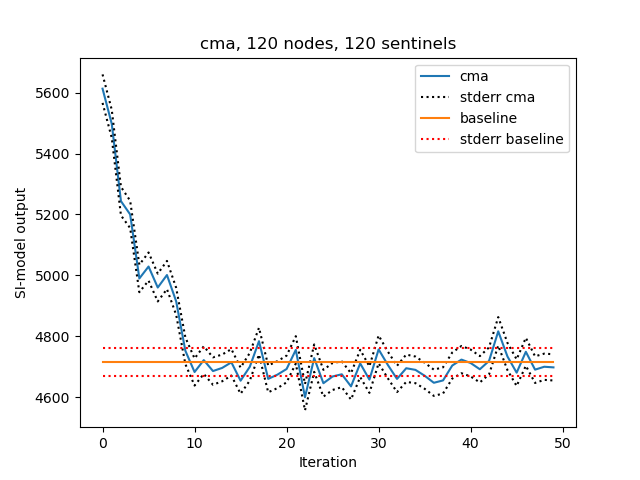 cma, 120 nodes, 120 sentinels
cma
stderr cma
baseline
stderr baseline
SI-model output
5600
5400
5200
5000
4800
4600
0 10 20 30 40 50
Iteration